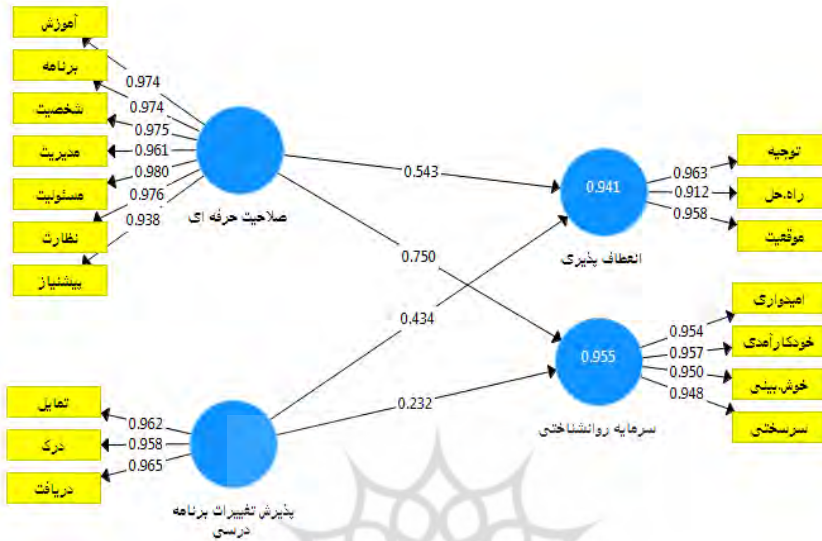 آموزش
برنامه
شخصیت
مدیریت
مسئولیت
نظارت
پیشنیاز
0.974
0.974
0.975
0.961
0.980
0.976
0.938
صلاحیت حرفه ای
0.543
0.750
0.434
0.232
0.941
انعطاف پذیری
0.963
0.912
0.958
توجیه
راه.حل
موقعیت
0.955
سرمایه روانشناختی
0.954
0.957
0.950
0.948
امیدواری
خودکارآمدی
خوش.بینی
سرسختی
تمایل
درک
دریافت
0.962
0.958
0.965
پذیرش تغییرات برنامه
درسی